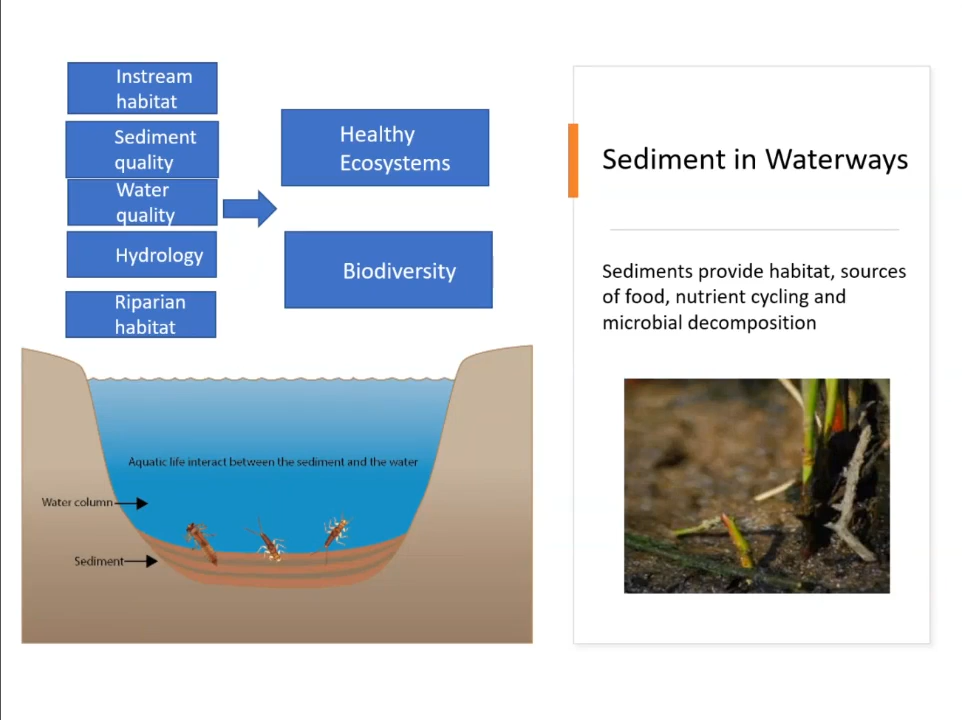 Instream
habitat
Sediment
quality
Water
quality
Hydrology
Riparian
habitat
Healthy
Ecosystems
Biodiversity
Aquatic life interact between the sediment and the water
Water column
Sediment
Sediment in Waterways
Sediments provide habitat, sources
of food, nutrient cycling and
microbial decomposition